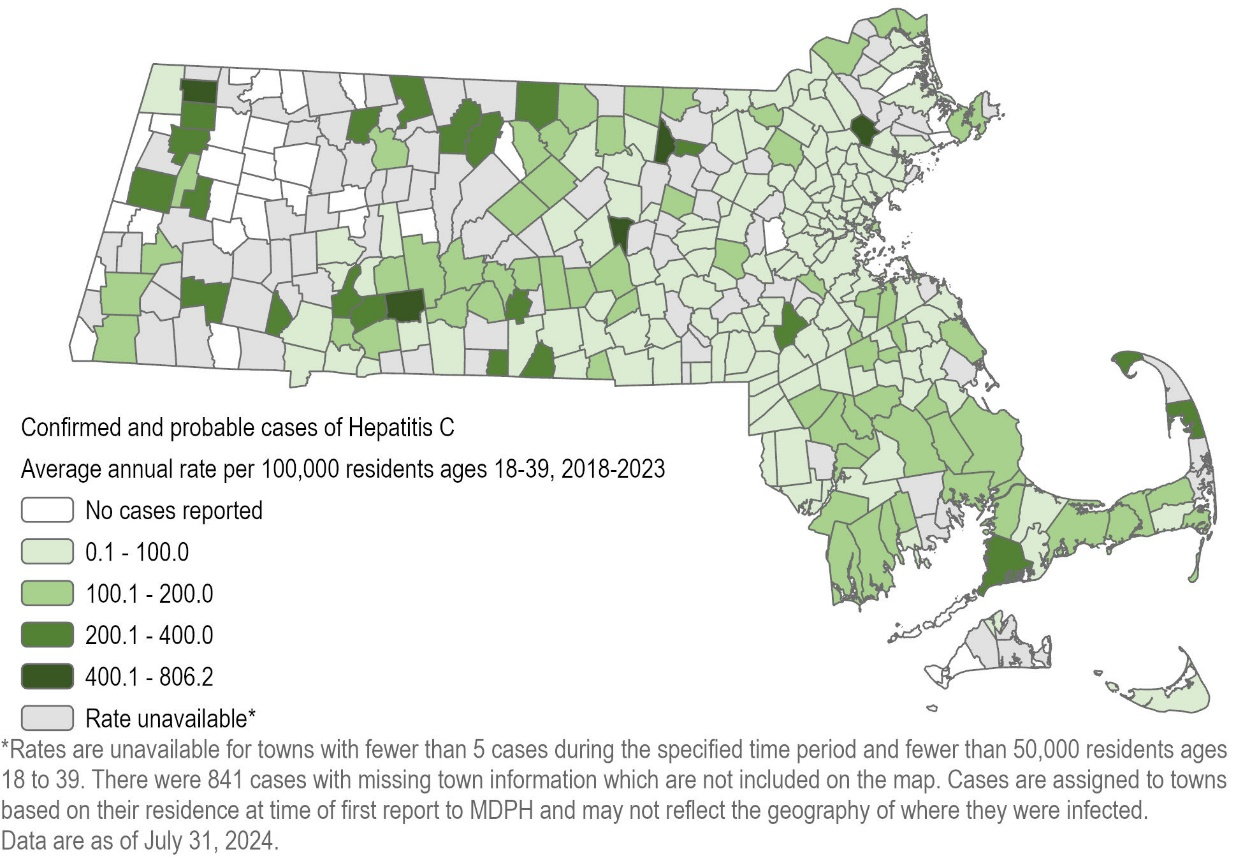 Confirmed and probable cases of Hepatitis C
Average annual rate per 100,000 residents ages 18-39, 2018-2023
No cases reported
0.1 - 100.0
100.1 - 200.0
200.1 - 400.0
400.1 - 806.2
Rate unavailable*
*Rates are unavailable for towns with fewer than 5 cases during the specified time period and fewer than 50,000 residents ages
18 to 39. There were 841 cases with missing town information which are not included on the map. Cases are assigned to towns
based on their residence at time of first report to MDPH and may not reflect the geography of where they were infected.
Data are as of July 31, 2024.